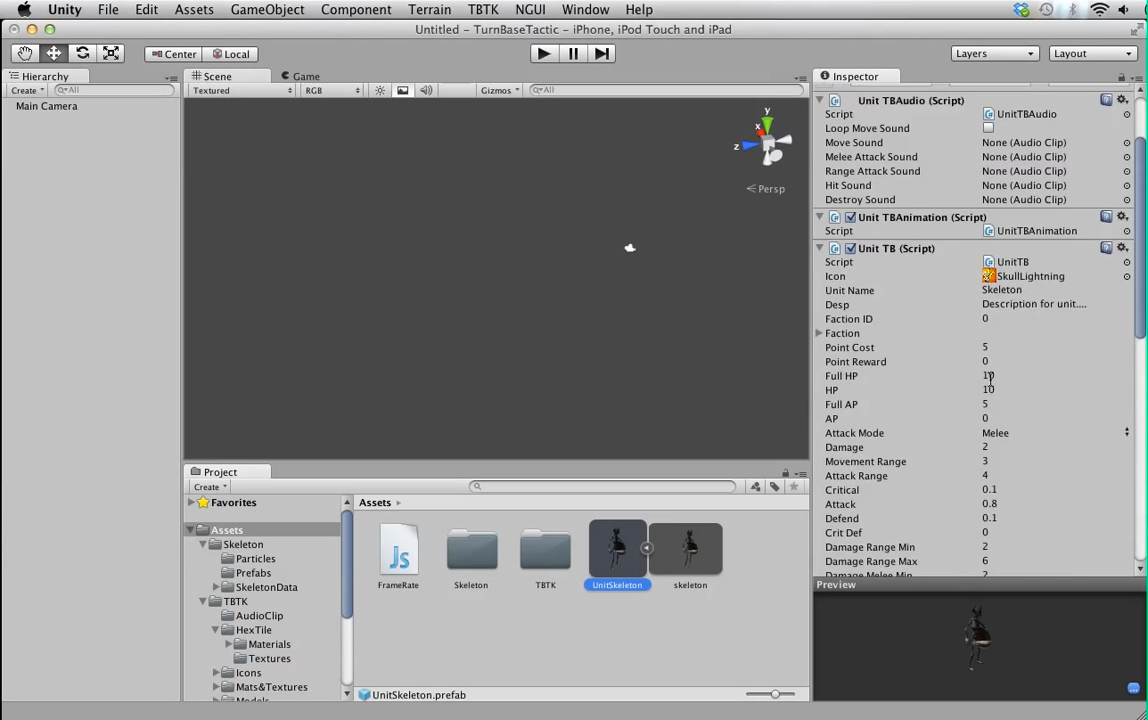 Unity File Edit Assets GameObject Component Terrain TBTK NGUI Window Help
Untitled - TurnBaseTactic - iPhone, iPod Touch and iPad
Center Local Layers Layout
Hierarchy
Create All
Main Camera
Scene Game
Textured RGB Gizmos All
y
x
z
Persp
Project
Create
Favorites
Assets
Skeleton
Particles
Prefabs
SkeletonData
TBTK
AudioClip
HexTile
Materials
Textures
Icons
Mats&Textures
Assets
Js
FrameRate Skeleton TBTK UnitSkeleton skeleton
UnitSkeleton.prefab
Inspector
Unit TBAudio (Script)
Script UnitTBAudio
Loop Move Sound
Move Sound None (Audio Clip)
Melee Attack Sound None (Audio Clip)
Range Attack Sound None (Audio Clip)
Hit Sound None (Audio Clip)
Destroy Sound None (Audio Clip)
Unit TBAnimation (Script)
Script UnitTBAnimation
Unit TB (Script)
Script UnitTB
Icon SkullLightning
Unit Name Skeleton
Desp Description for unit....
Faction ID 0
Faction
Point Cost 5
Point Reward 0
Full HP 10
HP 10
Full AP 5
AP 0
Attack Mode Melee
Damage 2
Movement Range 3
Attack Range 4
Critical 0.1
Attack 0.8
Defend 0.1
Crit Def 0
Damage Range Min 2
Damage Range Max 6
Damage Melee Min 2
Preview